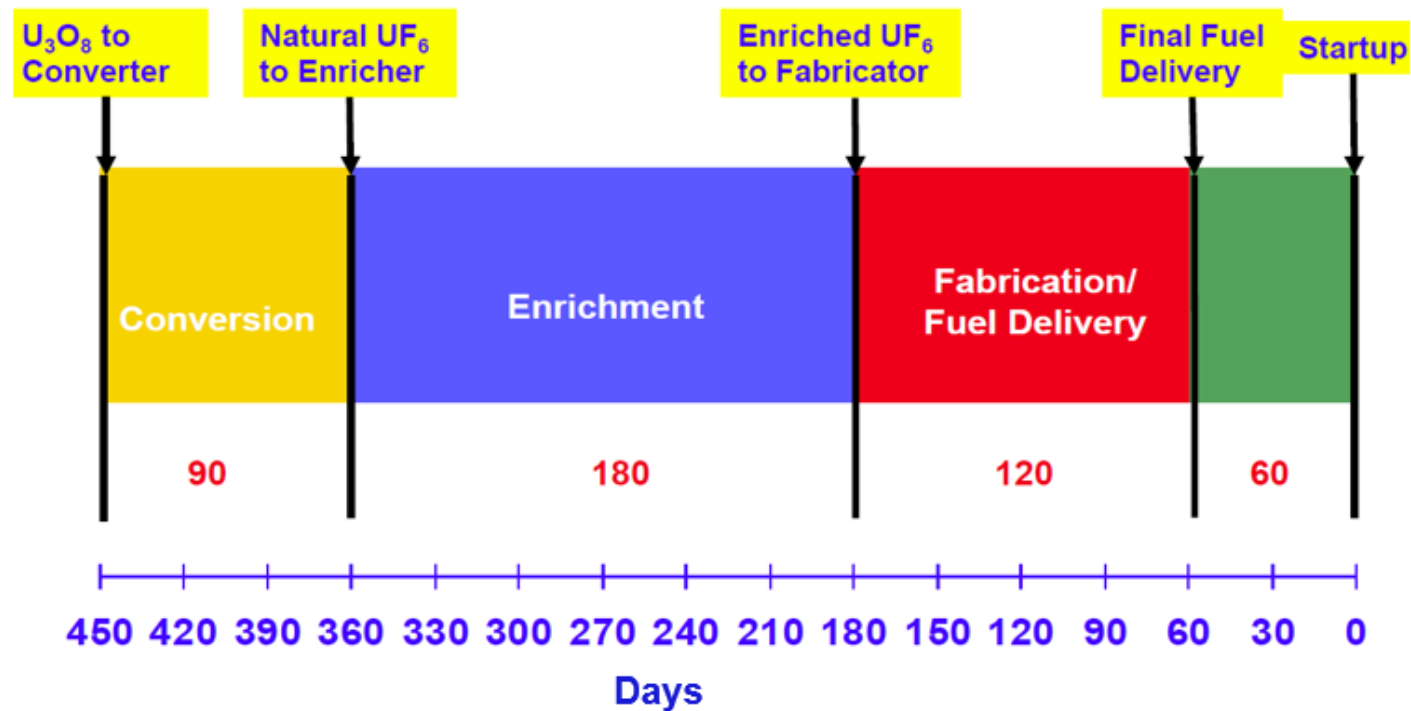 U₃O₈ to
Converter
Natural UF₆
to Enricher
Enriched UF₆
to Fabricator
Final Fuel
Delivery
Startup
Conversion
Enrichment
Fabrication/
Fuel Delivery
90
180
120
60
450 420 390 360 330 300 270 240 210 180 150 120 90 60 30 0
Days